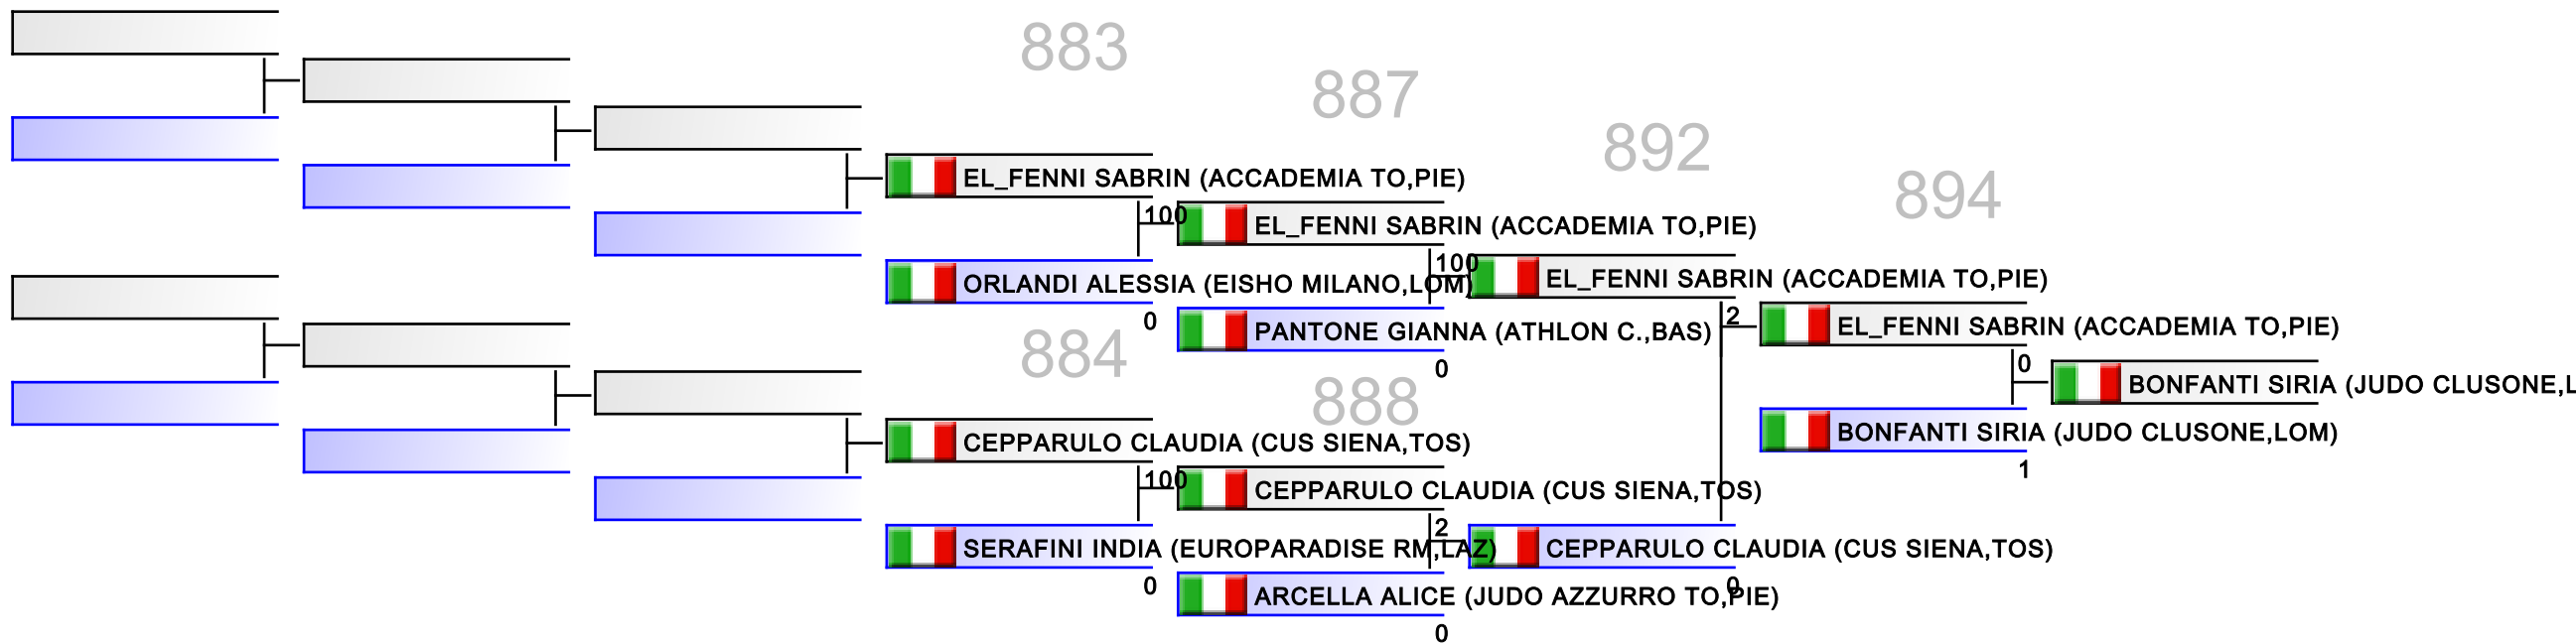 883
887
892
894
EL_FENNI SABRIN (ACCADEMIA TO,PIE)
100
EL_FENNI SABRIN (ACCADEMIA TO,PIE)
ORLANDI ALESSIA (EISHO MILANO,LOM)
0
100
EL_FENNI SABRIN (ACCADEMIA TO,PIE)
PANTONE GIANNA (ATHLON C.,BAS)
0
2
EL_FENNI SABRIN (ACCADEMIA TO,PIE)
0
BONFANTI SIRIA (JUDO CLUSONE,L
BONFANTI SIRIA (JUDO CLUSONE,LOM)
1
884
888
CEPPARULO CLAUDIA (CUS SIENA,TOS)
100
CEPPARULO CLAUDIA (CUS SIENA,TOS)
SERAFINI INDIA (EUROPARADISE RM,LAZ)
0
2
CEPPARULO CLAUDIA (CUS SIENA,TOS)
0
ARCELLA ALICE (JUDO AZZURRO TO,PIE)
0